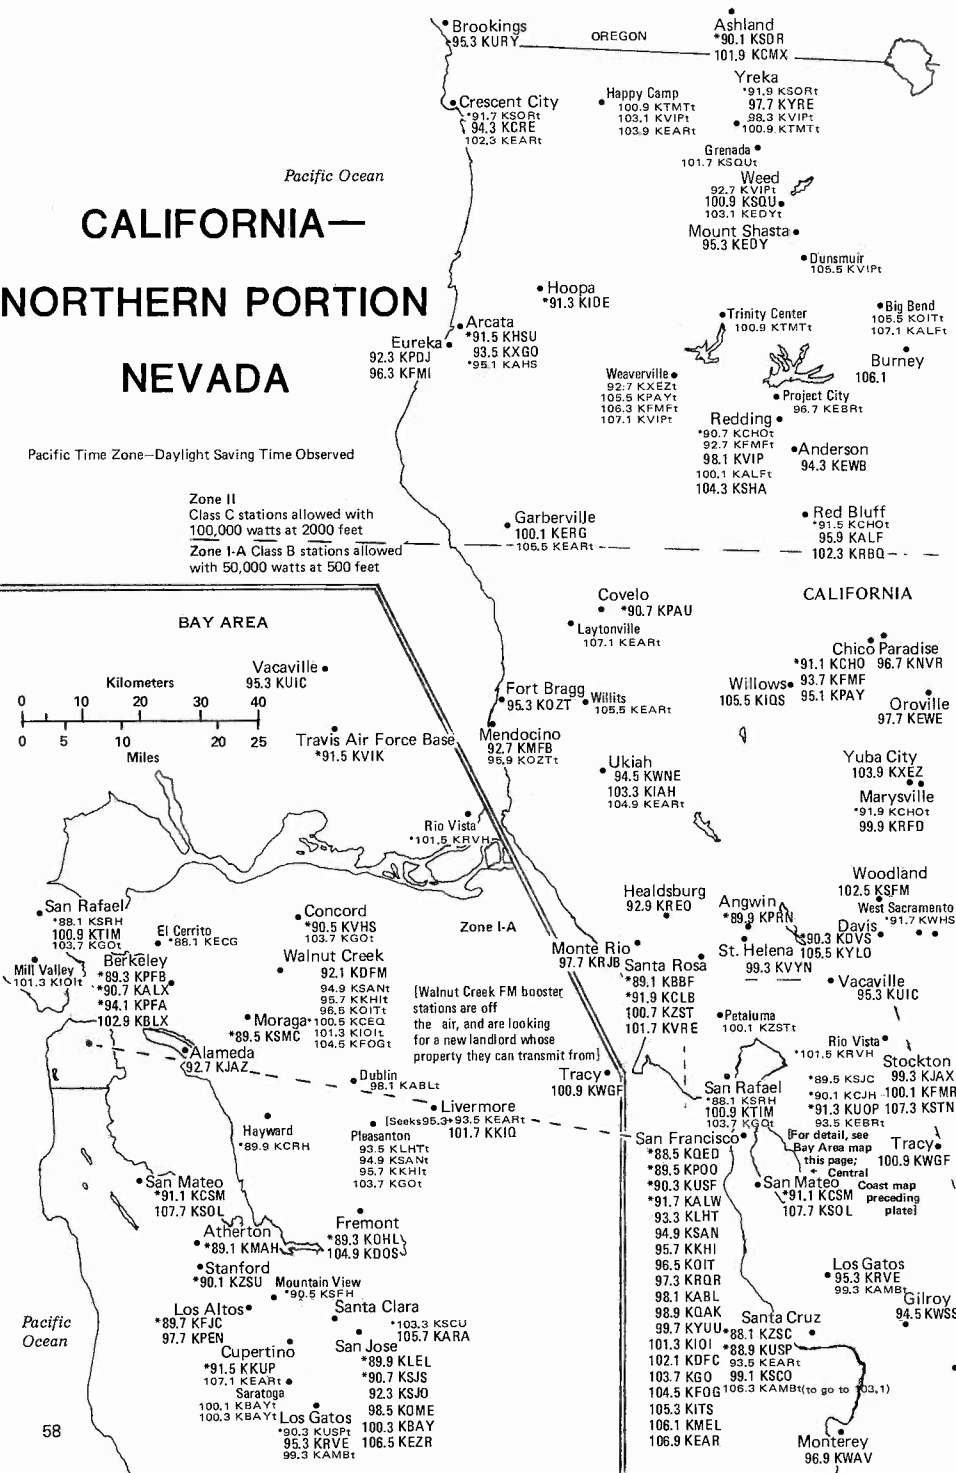 Brookings
95.3 KURY
OREGON
Ashland
*90.1 KSDR
101.9 KCMX
Yreka
*91.9 KSORt
97.7 KYRE
98.3 KVIPt
100.9 KTMTt
Happy Camp
100.9 KTMTt
103.1 KVIPt
103.9 KEARt
Crescent City
*91.7 KSORt
94.3 KCRE
102.3 KEARt
Grenada
101.7 KSQUt
Weed
92.7 KVIPt
100.9 KSQU
103.1 KEDYt
Pacific Ocean
CALIFORNIA—
NORTHERN PORTION
NEVADA
Mount Shasta
95.3 KEDY
Dunsmuir
105.5 KVIPt
Hoopa
*91.3 KIDE
Trinity Center
100.9 KTMTt
Big Bend
105.5 KOITt
107.1 KALFt
Arcata
*91.5 KHSU
93.5 KXGO
*95.1 KAHS
Eureka
92.3 KPDJ
96.3 KFMI
Burney
106.1
Weaverville
92.7 KXEZt
105.5 KPAYt
106.3 KFMFt
107.1 KVIPt
Project City
96.7 KEBRt
Redding
*90.7 KCHOt
92.7 KFMFt
98.1 KVIP
100.1 KALFt
104.3 KSHA
Anderson
94.3 KEWB
Pacific Time Zone—Daylight Saving Time Observed
Zone II
Class C stations allowed with
100,000 watts at 2000 feet
Zone I-A Class B stations allowed
with 50,000 watts at 500 feet
Garberville
100.1 KERG
105.5 KEARt
Red Bluff
*91.5 KCHOt
95.9 KALF
102.3 KRBQ
CALIFORNIA
Covelo
*90.7 KPAU
Laytonville
107.1 KEARt
BAY AREA
Vacaville
95.3 KUIC
Kilometers
0 10 20 30 40
0 5 10 20 25
Miles
Travis Air Force Base
*91.5 KVIK
Fort Bragg
95.3 KOZT
Willits
105.5 KEARt
Mendocino
92.7 KMFB
95.9 KOZTt
Chico
*91.1 KCHO
93.7 KFMF
95.1 KPAY
Paradise
96.7 KNVR
Willows
105.5 KIQS
Oroville
97.7 KEWE
Ukiah
94.5 KWNE
103.3 KIAH
104.9 KEARt
Yuba City
103.9 KXEZ
Marysville
*91.9 KCHOt
99.9 KRFD
Rio Vista
*101.5 KRVH
Woodland
102.5 KSFM
West Sacramento
*91.7 KWHS
Healdsburg
92.9 KREO
Angwin
*89.9 KPRN
Davis
*90.3 KDVS
105.5 KYLO
St. Helena
99.3 KVYN
San Rafael
*88.1 KSRH
100.9 KTIM
103.7 KGOt
El Cerrito
*88.1 KECG
Concord
*90.5 KVHS
103.7 KGOt
Zone I-A
Monte Rio
97.7 KRJB
Santa Rosa
*89.1 KBBF
*91.9 KCLB
100.7 KZST
101.7 KVRE
Mill Valley
101.3 KIOIt
Berkeley
*89.3 KPFB
*90.7 KALX
*94.1 KPFA
102.9 KBLX
Walnut Creek
92.1 KDFM
94.9 KSANt
95.7 KKHIt
96.5 KOITt
100.5 KCEQ
101.3 KIOIt
104.5 KFOGt
[Walnut Creek FM booster
stations are off
the air, and are looking
for a new landlord whose
property they can transmit from]
Moraga
*89.5 KSMC
Vacaville
95.3 KUIC
Petaluma
100.1 KZSTt
Alameda
92.7 KJAZ
Rio Vista
*101.5 KRVH
Stockton
*89.5 KSJC 99.3 KJAX
*90.1 KCJH 100.1 KFMR
*91.3 KUOP 107.3 KSTN
93.5 KEBRt
Dublin
98.1 KABLt
Tracy
100.9 KWGF
San Rafael
*88.1 KSRH
100.9 KTIM
103.7 KGOt
Livermore
[Seeks95.3+93.5 KEARt
101.7 KKIQ
Hayward
*89.9 KCRH
Pleasanton
93.5 KLHTt
94.9 KSANt
95.7 KKHIt
103.7 KGOt
San Francisco
*88.5 KQED
*89.5 KPOO
*90.3 KUSF
*91.7 KALW
93.3 KLHT
94.9 KSAN
95.7 KKHI
96.5 KOIT
97.3 KRQR
98.1 KABL
98.9 KQAK
99.7 KYUU
101.3 KIOI
102.1 KDFC
103.7 KGO
104.5 KFOG
105.3 KITS
106.1 KMEL
106.9 KEAR
[For detail, see
Bay Area map
this page;
+ Central
Coast map
preceding
plate]
Tracy
100.9 KWGF
San Mateo
*91.1 KCSM
107.7 KSOL
San Mateo
*91.1 KCSM
107.7 KSOL
Fremont
*89.3 KOHL
104.9 KDOS
Atherton
*89.1 KMAH
Stanford
*90.1 KZSU
Mountain View
*90.5 KSFH
Los Gatos
95.3 KRVE
99.3 KAMBt
Gilroy
94.5 KWSS
Los Altos
*89.7 KFJC
97.7 KPEN
Santa Clara
*103.3 KSCU
105.7 KARA
Santa Cruz
*88.1 KZSC
*88.9 KUSP
93.5 KEARt
99.1 KSCO
106.3 KAMBt(to go to 103.1)
Pacific
Ocean
Cupertino
*91.5 KKUP
107.1 KEARt
San Jose
*89.9 KLEL
*90.7 KSJS
92.3 KSJO
98.5 KOME
100.3 KBAY
106.5 KEZR
Saratoga
100.1 KBAYt
100.3 KBAYt
Los Gatos
*90.3 KUSPt
95.3 KRVE
99.3 KAMBt
Monterey
96.9 KWAV
58